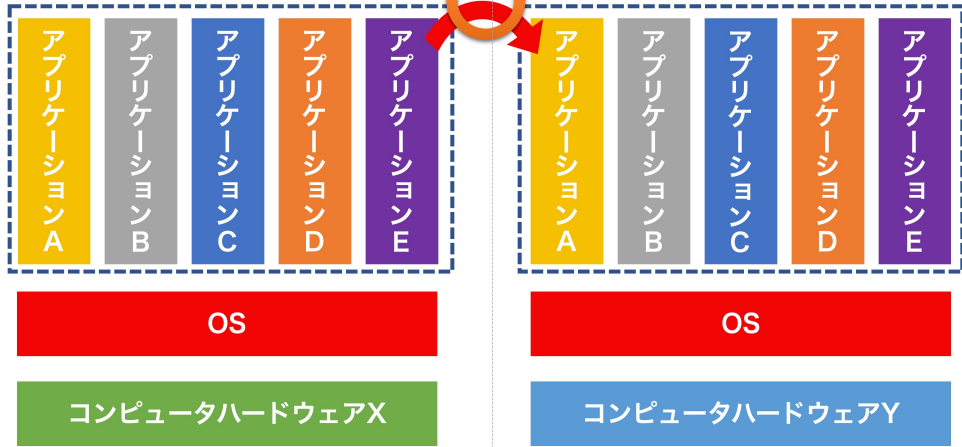 アプリケーションA
アプリケーションB
アプリケーションC
アプリケーションD
アプリケーションE
OS
コンピュータハードウェアX
アプリケーションA
アプリケーションB
アプリケーションC
アプリケーションD
アプリケーションE
OS
コンピュータハードウェアY